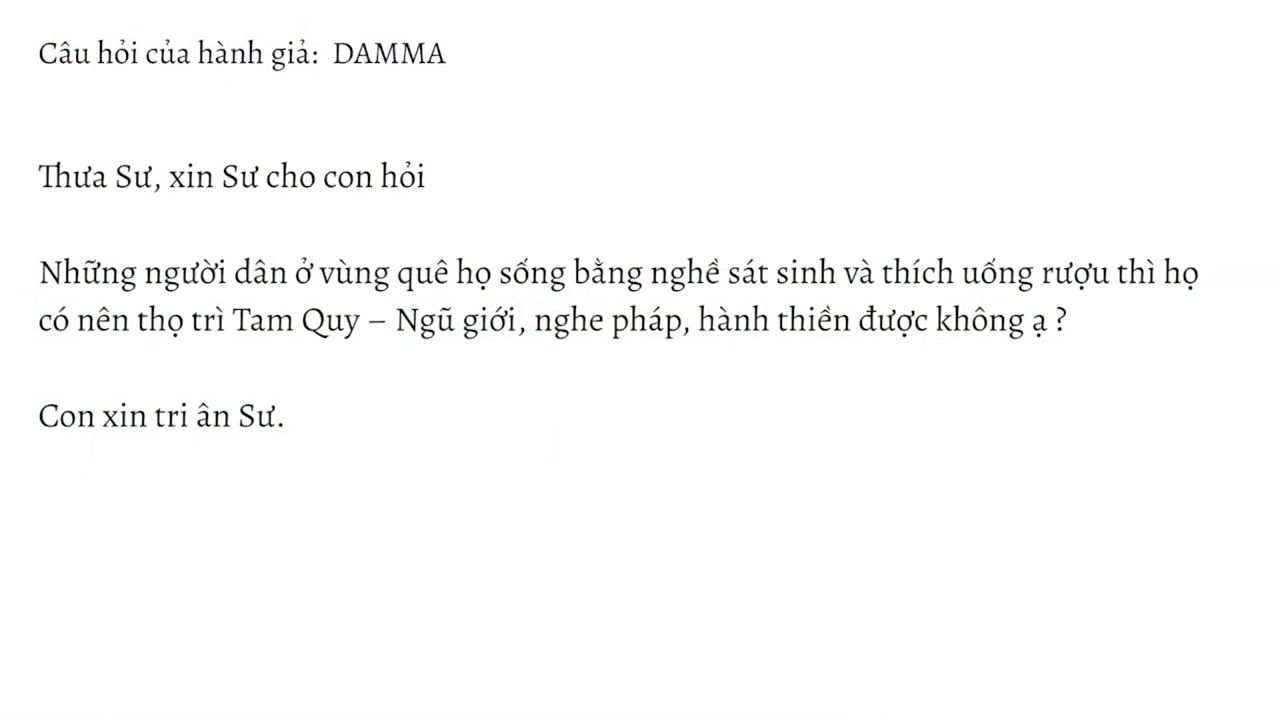 Câu hỏi của hành giả: DAMMA
Thưa Sư, xin Sư cho con hỏi
Những người dân ở vùng quê họ sống bằng nghề sát sinh và thích uống rượu thì họ
có nên thọ trì Tam Quy – Ngũ giới, nghe pháp, hành thiền được không ạ ?
Con xin tri ân Sư.